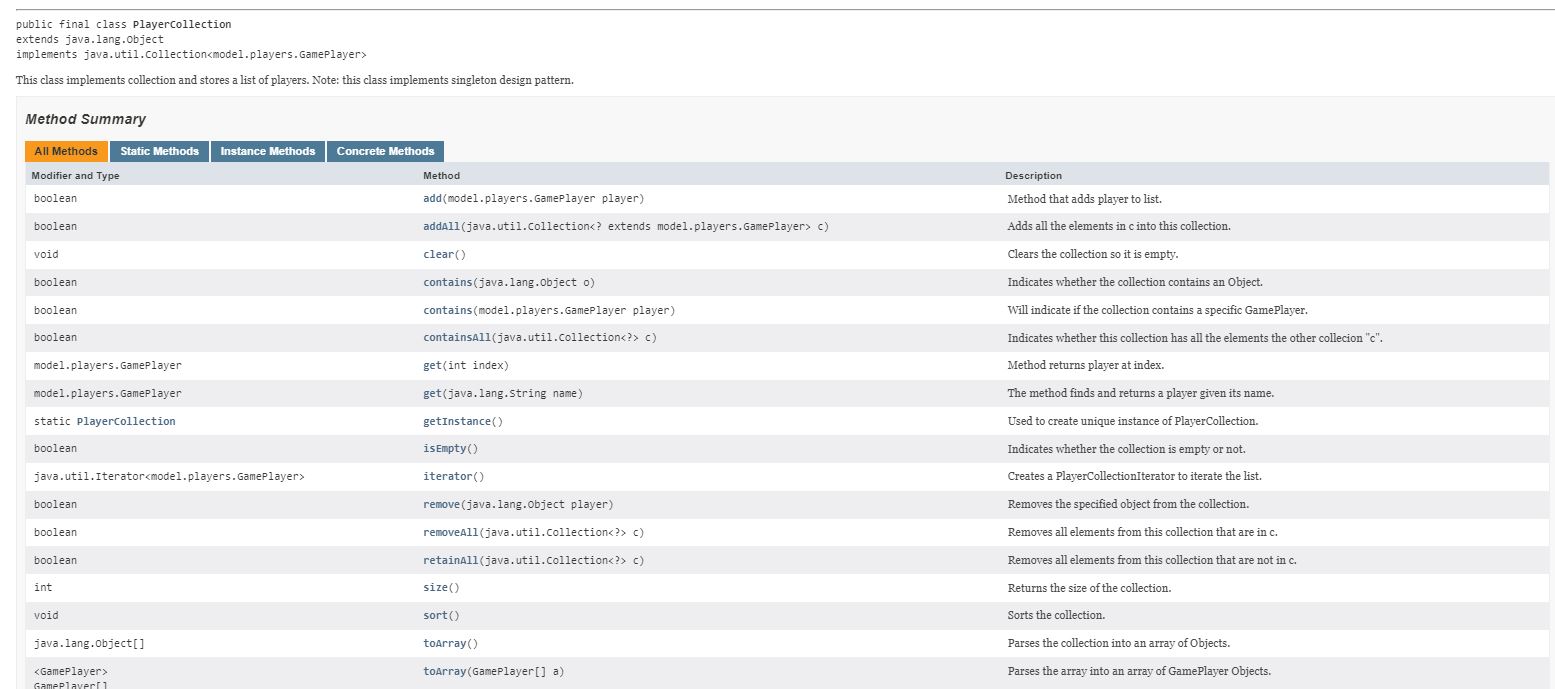 public final class PlayerCollection
extends java.lang.Object
implements java.util.Collection<model.players.GamePlayer>
This class implements collection and stores a list of players. Note: this class implements singleton design pattern.
Method Summary
All Methods Static Methods Instance Methods Concrete Methods
Modifier and Type Method Description
boolean add(model.players.GamePlayer player) Method that adds player to list.
boolean addAll(java.util.Collection<? extends model.players.GamePlayer> c) Adds all the elements in c into this collection.
void clear() Clears the collection so it is empty.
boolean contains(java.lang.Object o) Indicates whether the collection contains an Object.
boolean contains(model.players.GamePlayer player) Will indicate if the collection contains a specific GamePlayer.
boolean containsAll(java.util.Collection<?> c) Indicates whether this collection has all the elements the other collecion "c".
model.players.GamePlayer get(int index) Method returns player at index.
model.players.GamePlayer get(java.lang.String name) The method finds and returns a player given its name.
static PlayerCollection getInstance() Used to create unique instance of PlayerCollection.
boolean isEmpty() Indicates whether the collection is empty or not.
java.util.Iterator<model.players.GamePlayer> iterator() Creates a PlayerCollectionIterator to iterate the list.
boolean remove(java.lang.Object player) Removes the specified object from the collection.
boolean removeAll(java.util.Collection<?> c) Removes all elements from this collection that are in c.
boolean retainAll(java.util.Collection<?> c) Removes all elements from this collection that are not in c.
int size() Returns the size of the collection.
void sort() Sorts the collection.
java.lang.Object[] toArray() Parses the collection into an array of Objects.
<GamePlayer> toArray(GamePlayer[] a) Parses the array into an array of GamePlayer Objects.
GamePlayer[]